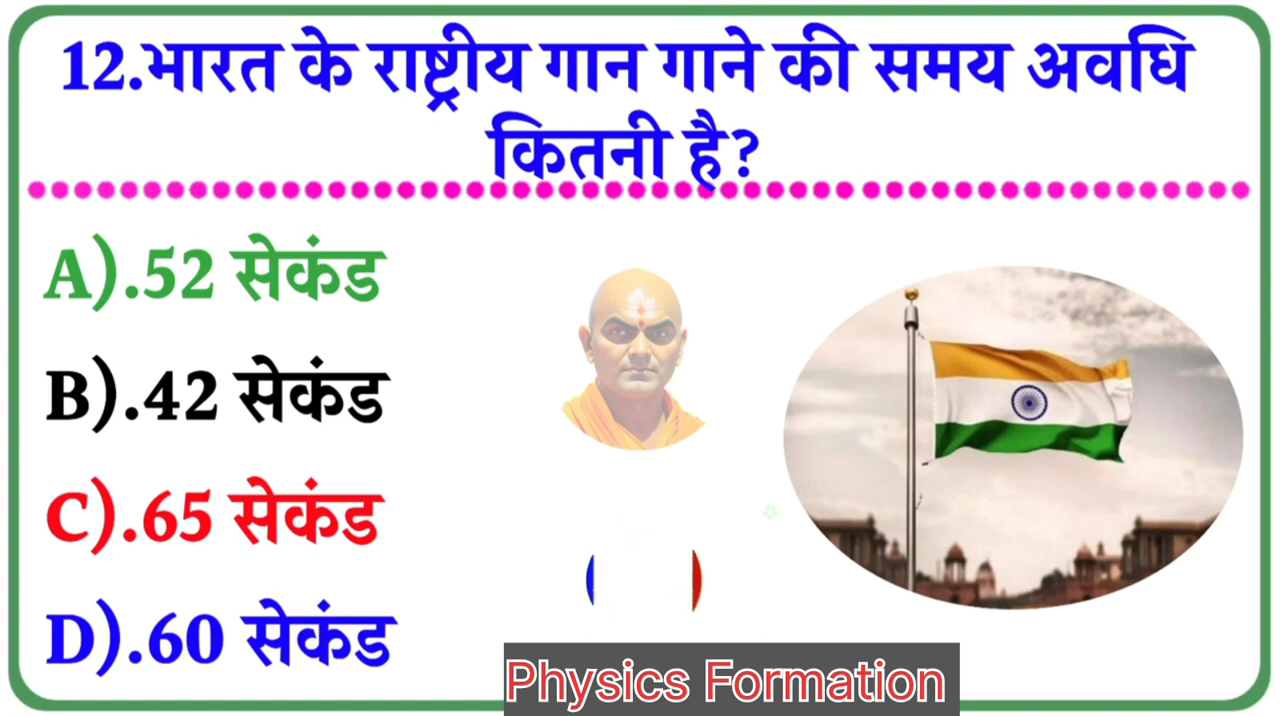 12.भारत के राष्ट्रीय गान गाने की समय अवधि
कितनी है?
A).52 सेकंड
B).42 सेकंड
C).65 सेकंड
D).60 सेकंड
Physics Formation